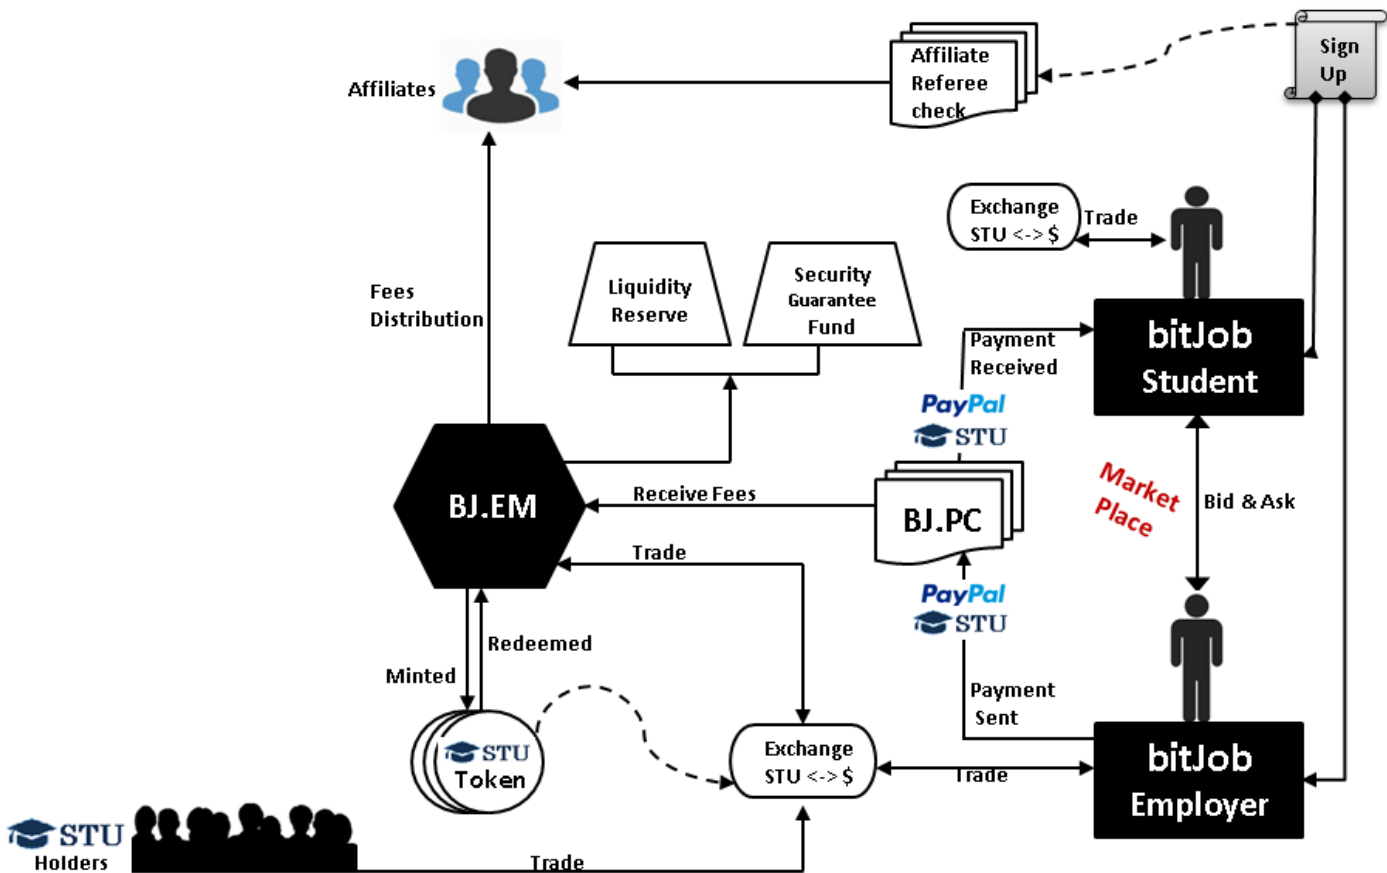 Sign
Up
Affiliate
Referee
check
Affiliates
Exchange
STU <-> $
Trade
Liquidity
Reserve
Security
Guarantee
Fund
Fees
Distribution
Payment
Received
bitJob
Student
PayPal
STU
Market
Place
Bid & Ask
BJ.EM
Receive Fees
BJ.PC
Trade
PayPal
STU
Redeemed
Minted
Payment
Sent
STU
Token
Exchange
STU <-> $
Trade
bitJob
Employer
STU
Holders
Trade